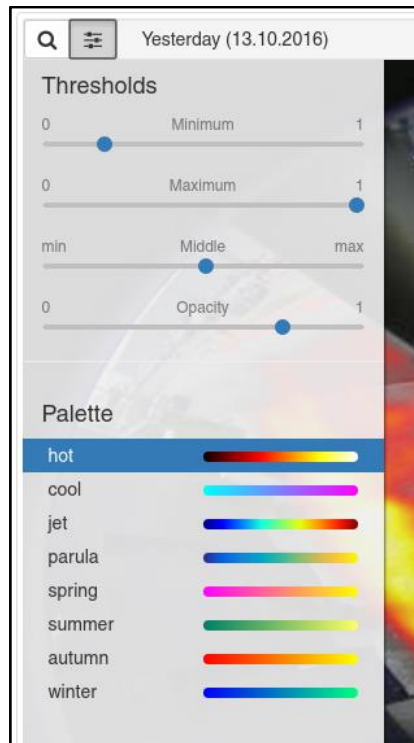 Yesterday (13.10.2016)
Thresholds
0 Minimum 1
0 Maximum 1
min Middle max
0 Opacity 1
Palette
hot
cool
jet
parula
spring
summer
autumn
winter